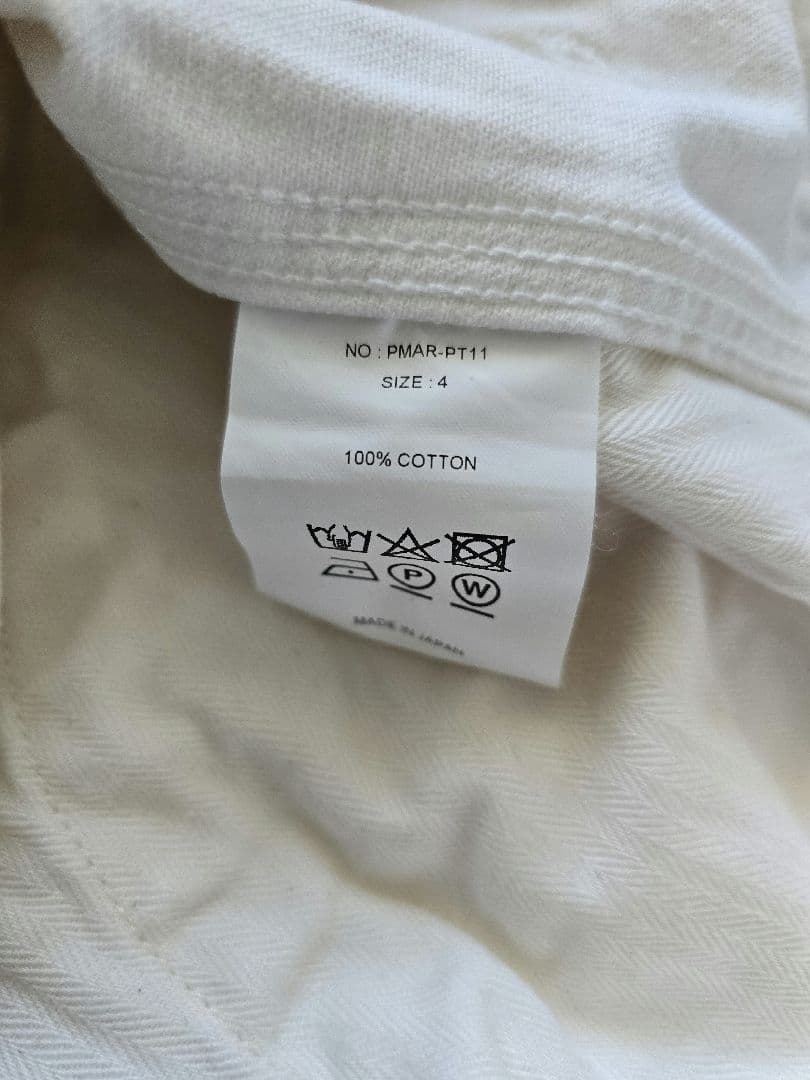 NO : PMAR-PT11
SIZE : 4
100% COTTON
P W
MADE IN JAPAN